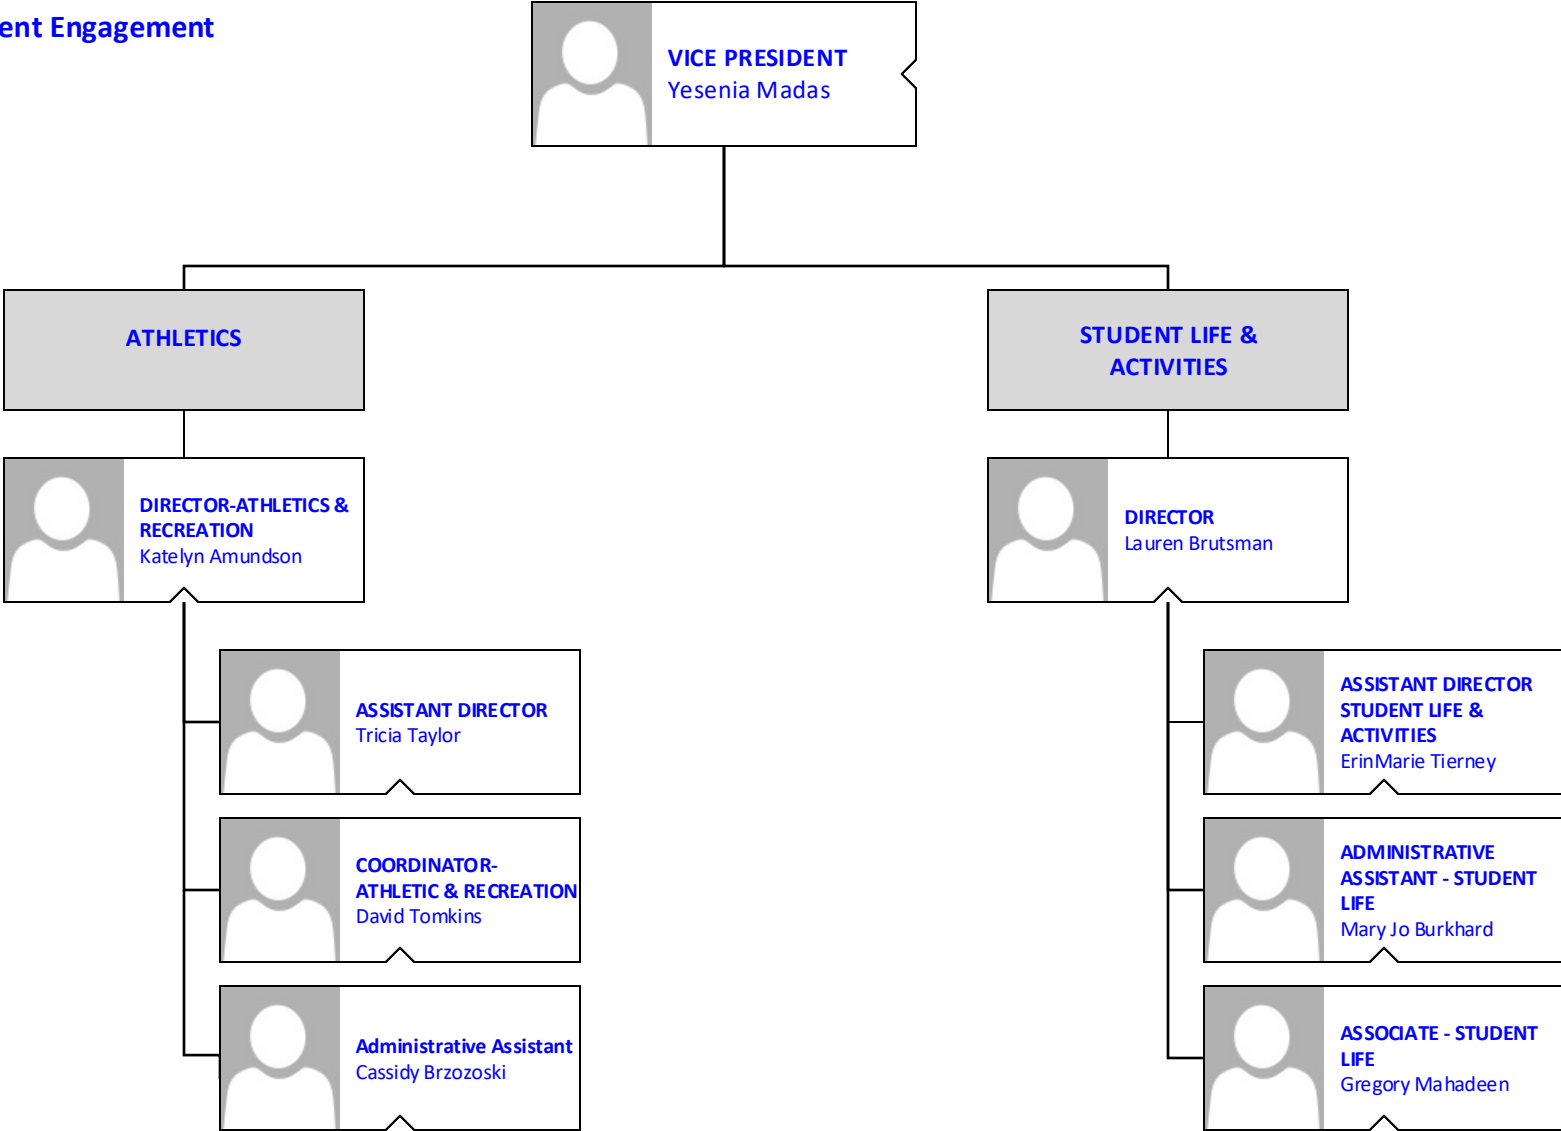 ent Engagement
VICE PRESIDENT
Yesenia Madas
ATHLETICS
STUDENT LIFE &
ACTIVITIES
DIRECTOR-ATHLETICS &
RECREATION
Katelyn Amundson
DIRECTOR
Lauren Brutsman
ASSISTANT DIRECTOR
Tricia Taylor
COORDINATOR-
ATHLETIC & RECREATION
David Tomkins
Administrative Assistant
Cassidy Brzozoski
ASSISTANT DIRECTOR
STUDENT LIFE &
ACTIVITIES
ErinMarie Tierney
ADMINISTRATIVE
ASSISTANT - STUDENT
LIFE
Mary Jo Burkhard
ASSOCIATE - STUDENT
LIFE
Gregory Mahadeen